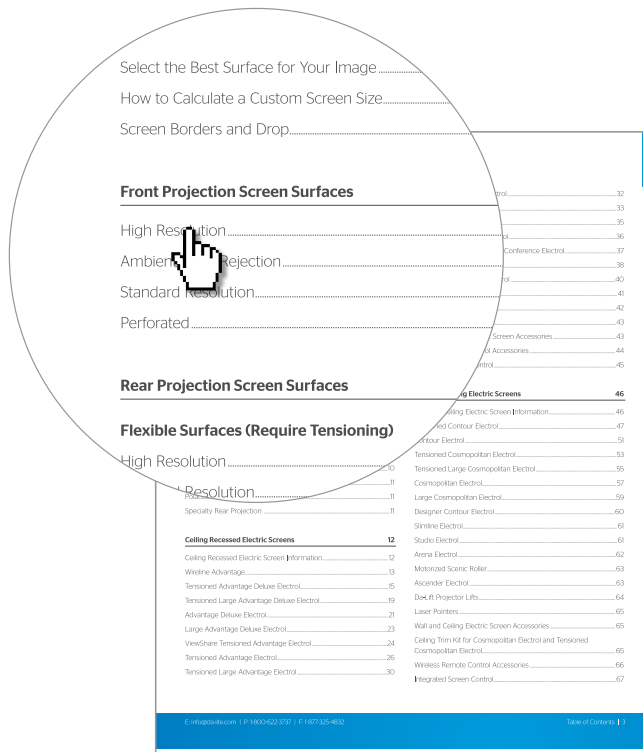 Select the Best Surface for Your Image
How to Calculate a Custom Screen Size
Screen Borders and Drop
Front Projection Screen Surfaces
High Resolution
Rejection
Standard Resolution
Perforated
Rear Projection Screen Surfaces
Flexible Surfaces (Require Tensioning)
High Resolution
Resolution
10
11
11
Specialty Rear Projection 11
Ceiling Recessed Electric Screens 12
Ceiling Recessed Electric Screen Information 12
Wireline Advantage 13
Tensioned Advantage Deluxe Electrol 15
Tensioned Large Advantage Deluxe Electrol 19
Advantage Deluxe Electrol 21
Large Advantage Deluxe Electrol 23
ViewShare Tensioned Advantage Electrol 24
Tensioned Advantage Electrol 26
Tensioned Large Advantage Electrol 30
32
33
35
36
Conference Electrol 37
38
40
41
42
43
Screen Accessories 43
Accessories 44
45
Electric Screens 46
Ceiling Electric Screen Information 46
Contour Electrol 47
Contour Electrol 51
Tensioned Cosmopolitan Electrol 53
Tensioned Large Cosmopolitan Electrol 55
Cosmopolitan Electrol 57
Large Cosmopolitan Electrol 59
Designer Contour Electrol 60
Slimline Electrol 61
Studio Electrol 61
Arena Electrol 62
Motorized Scenic Roller 63
Ascender Electrol 63
Da-Lift Projector Lifts 64
Laser Pointers 65
Wall and Ceiling Electric Screen Accessories 65
Ceiling Trim Kit for Cosmopolitan Electrol and Tensioned
Cosmopolitan Electrol 65
Wireless Remote Control Accessories 66
Integrated Screen Control 67
E: info@da-lite.com | P: 1-800-622-3737 | F: 1-877-325-4832
Table of Contents | 3